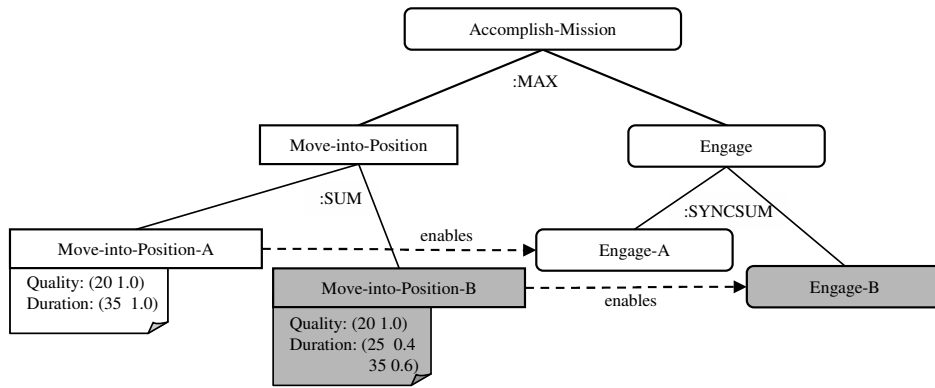 Accomplish-Mission
:MAX
Move-into-Position
Engage
:SUM
:SYNCSUM
Move-into-Position-A
enables
Engage-A
Quality: (20 1.0)
Duration: (35 1.0)
Move-into-Position-B
enables
Engage-B
Quality: (20 1.0)
Duration: (25 0.4
35 0.6)